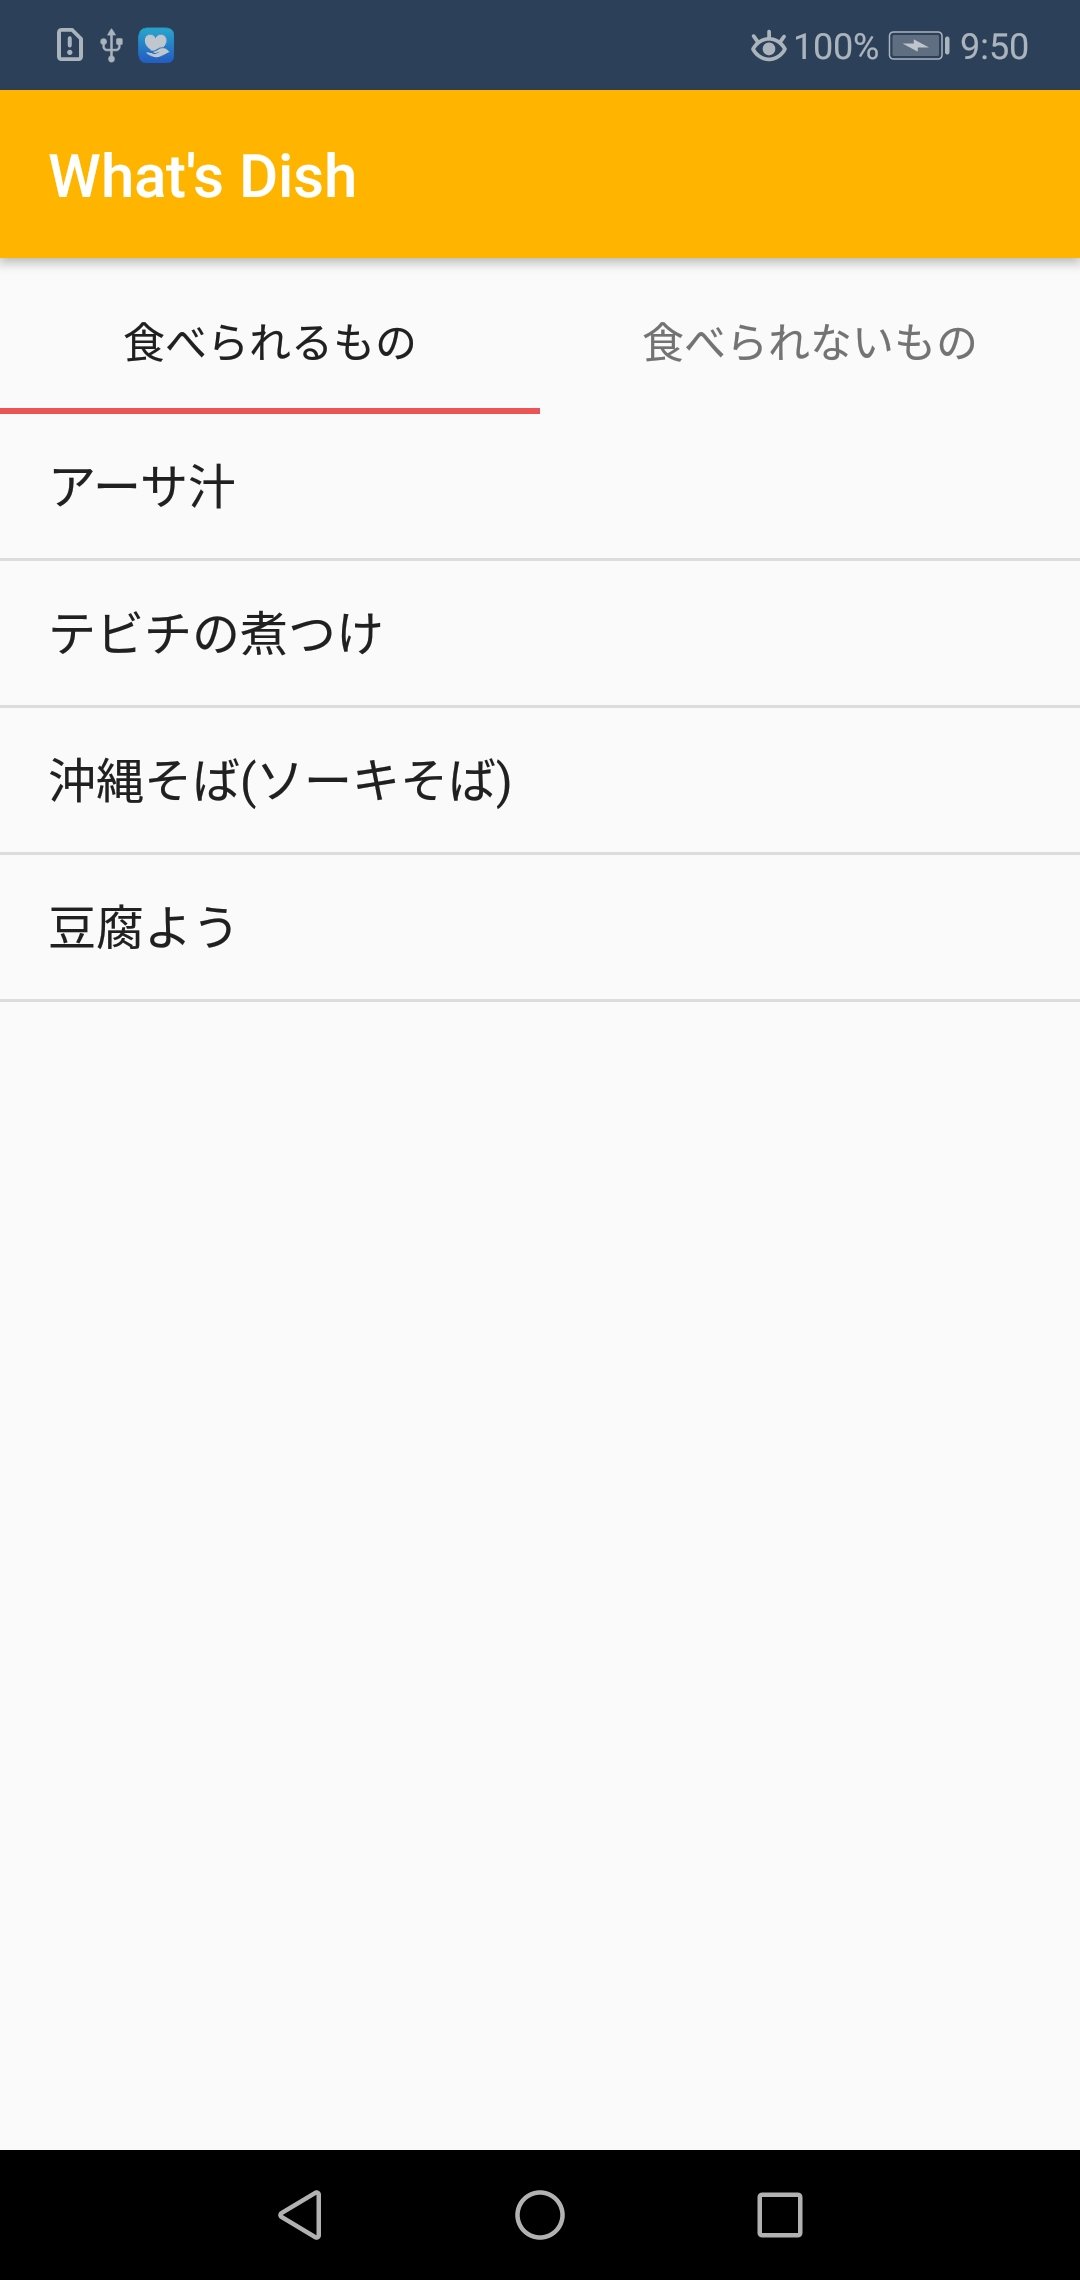 100% 9:50
What's Dish
食べられるもの 食べられないもの
アーサ汁
テビチの煮つけ
沖縄そば(ソーキそば)
豆腐よう